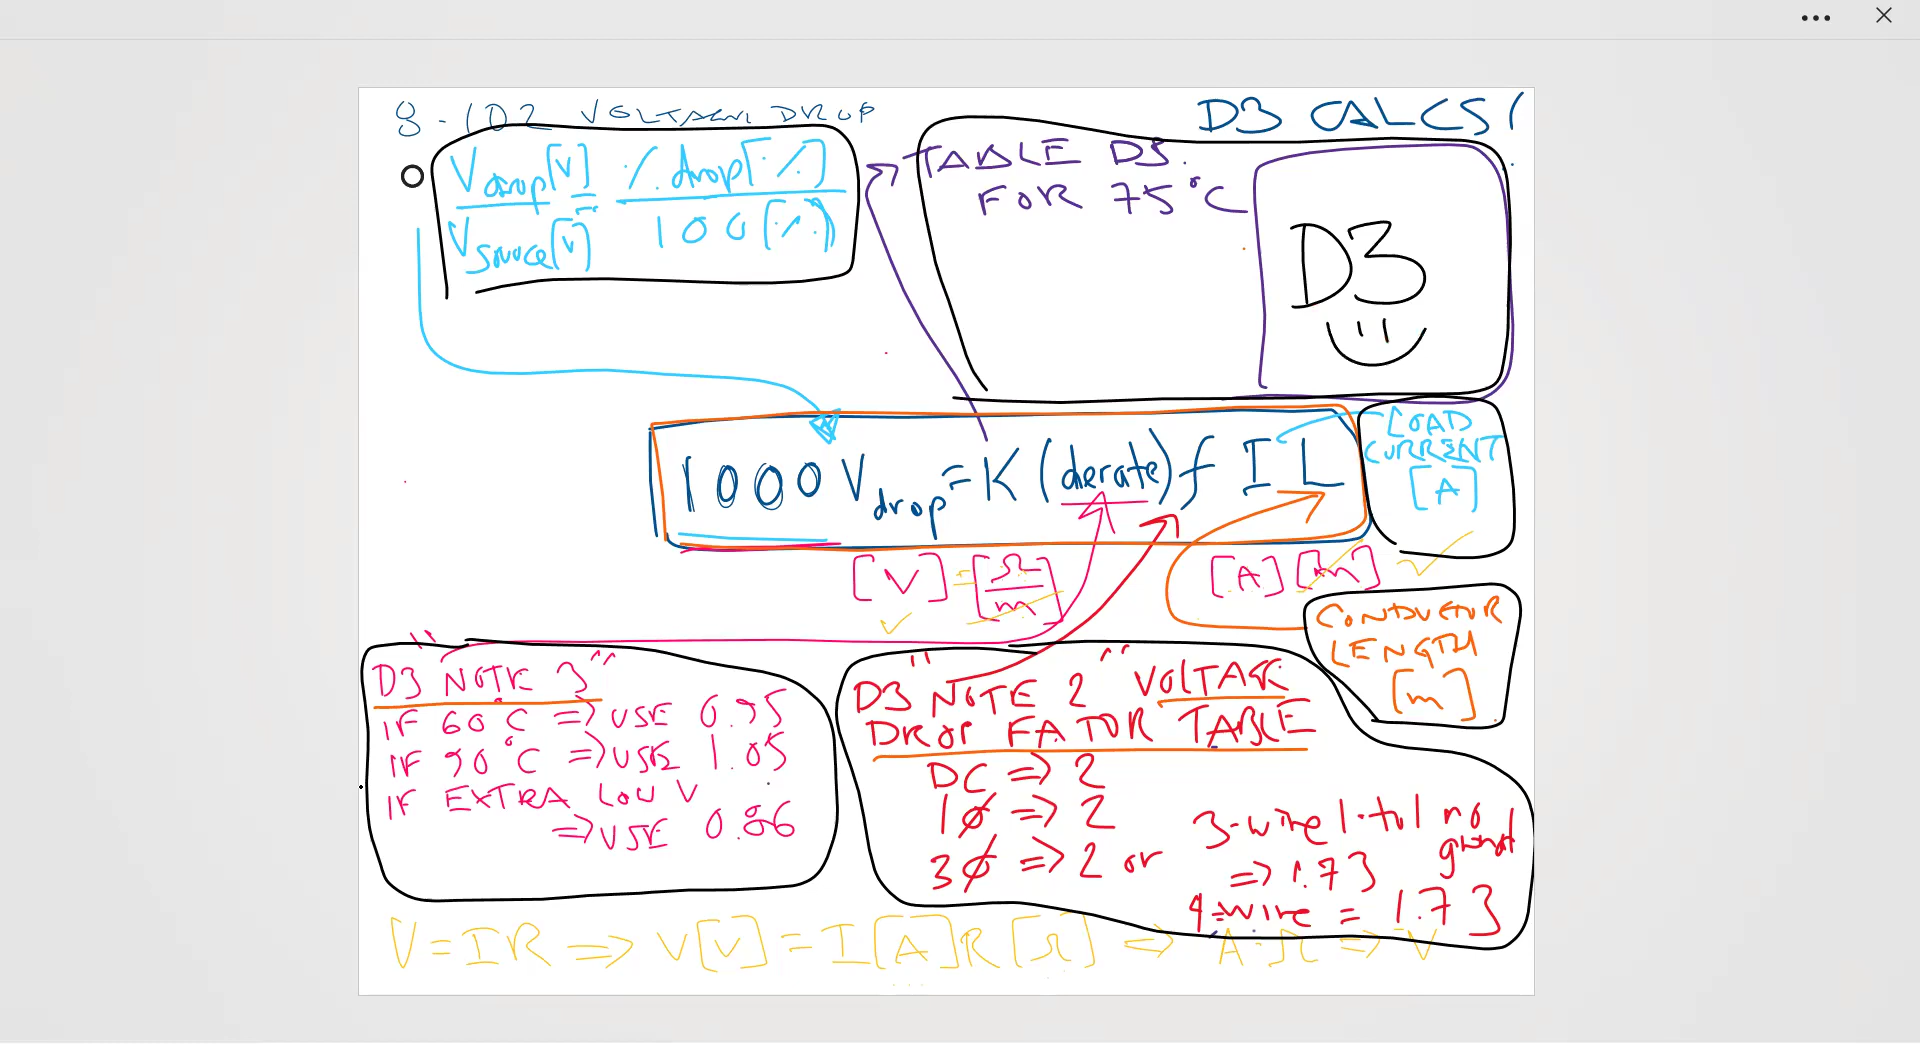 8-102 VOLTAGE DROP
D3 CALCS!
Vdrop[V] = %drop[%]
Vsource[V] 100[%]
TABLE D3
FOR 75°C
D3
1000 Vdrop = K (derate) f I L
LOAD
CURRENT
[A]
[V] = [Ω/m] [A] [m]
CONDUCTOR
LENGTH
[m]
"D3 NOTE 3"
IF 60°C => USE 0.95
IF 90°C => USE 1.05
IF EXTRA LOW V
=> USE 0.86
"D3 NOTE 2" VOLTAGE
DROP FATOR TABLE
DC => 2
1Ø => 2
3Ø => 2 or
3-wire
no
=> 1.73
4-wire = 1.73
V = IR => V[V] = I[A]R[Ω] => A·Ω => V